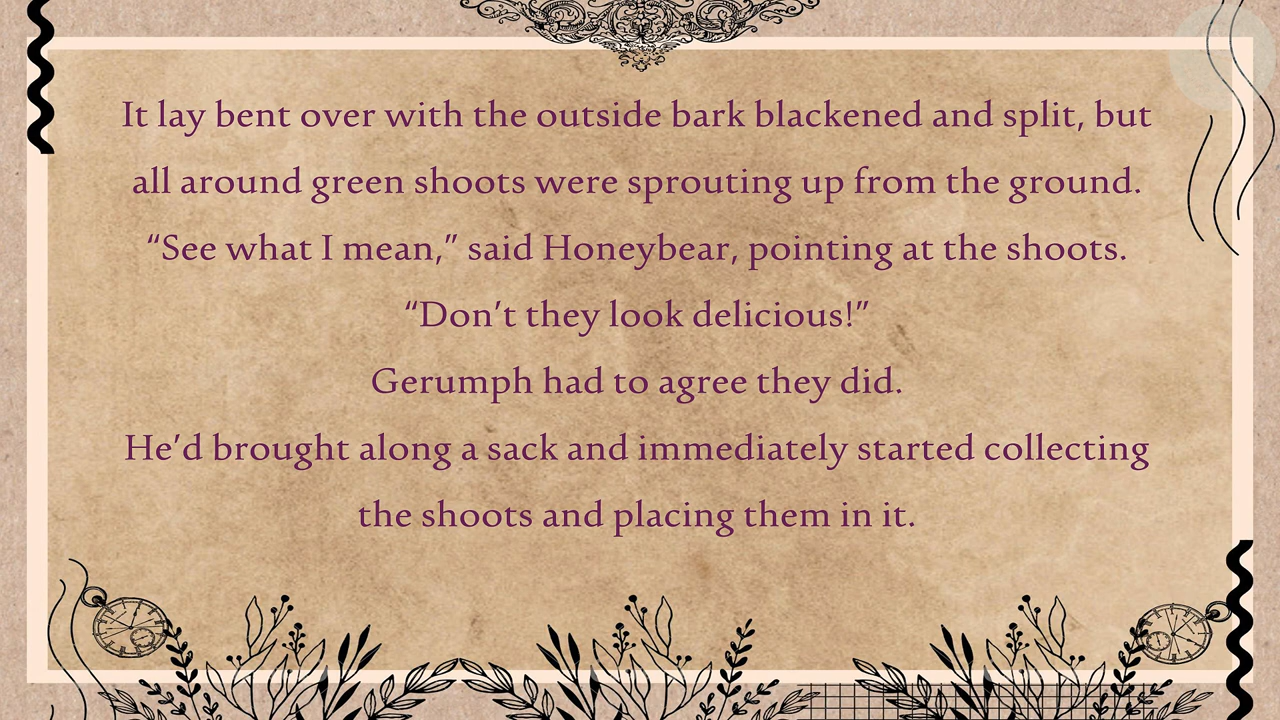 It lay bent over with the outside bark blackened and split, but
all around green shoots were sprouting up from the ground.
“See what I mean,” said Honeybear, pointing at the shoots.
“Don't they look delicious!”
Gerumph had to agree they did.
He'd brought along a sack and immediately started collecting
the shoots and placing them in it.